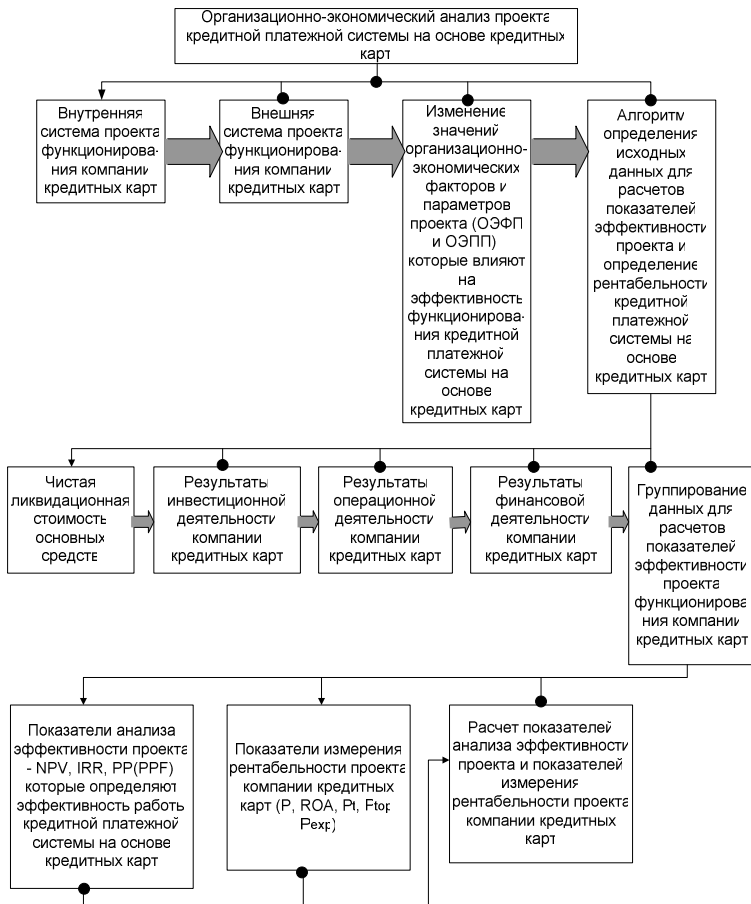 Организационно-экономический анализ проекта
кредитной платежной системы на основе кредитных
карт
Внутренняя
система проекта
функционирова-
ния компании
кредитных карт
Внешняя
система проекта
функционирова-
ния компании
кредитных карт
Изменение
значений
организационно-
экономических
факторов и
параметров
проекта (ОЭФП
и ОЭПП)
которые влияют
на
эффективность
функционирова-
ния кредитной
платежной
системы на
основе
кредитных карт
Алгоритм
определения
исходных
данных для
расчетов
показателей
эффективности
проекта и
определение
рентабельности
кредитной
платежной
системы на
основе
кредитных карт
Чистая
ликвидационная
стоимость
основных
средств
Результаты
инвестиционной
деятельности
компании
кредитных карт
Результаты
операционной
деятельности
компании
кредитных карт
Результаты
финансовой
деятельности
компании
кредитных карт
Группирование
данных для
расчетов
показателей
эффективности
проекта
функционирова
ния компании
кредитных карт
Показатели анализа
эффективности проекта
- NPV, IRR, PP(PPF)
которые определяют
эффективность работы
кредитной платежной
системы на основе
кредитных карт
Показатели измерения
рентабельности проекта
компании кредитных
карт (P, ROA, Pt, Ftop
Pexp)
Расчет показателей
анализа эффективности
проекта и показателей
измерения
рентабельности проекта
компании кредитных
карт